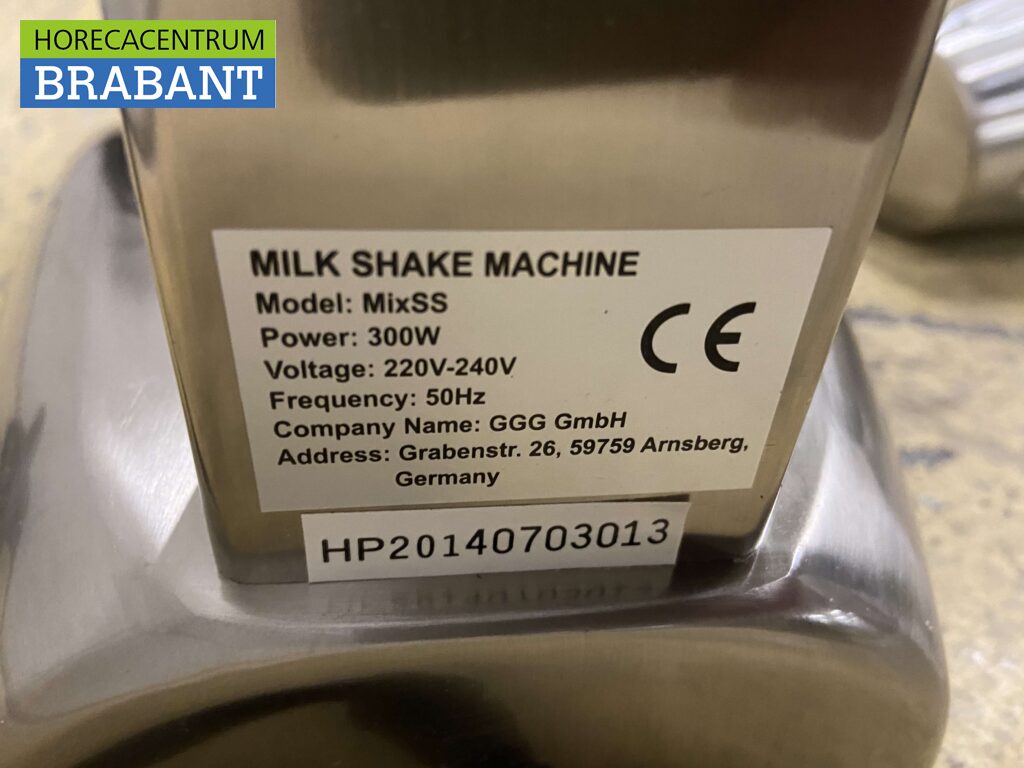 HORECACENTRUM
BRABANT
MILK SHAKE MACHINE
Model: MixSS
Power: 300W
Voltage: 220V-240V
Frequency: 50Hz
Company Name: GGG GmbH
Address: Grabenstr. 26, 59759 Arnsberg,
Germany
CE
HP20140703013